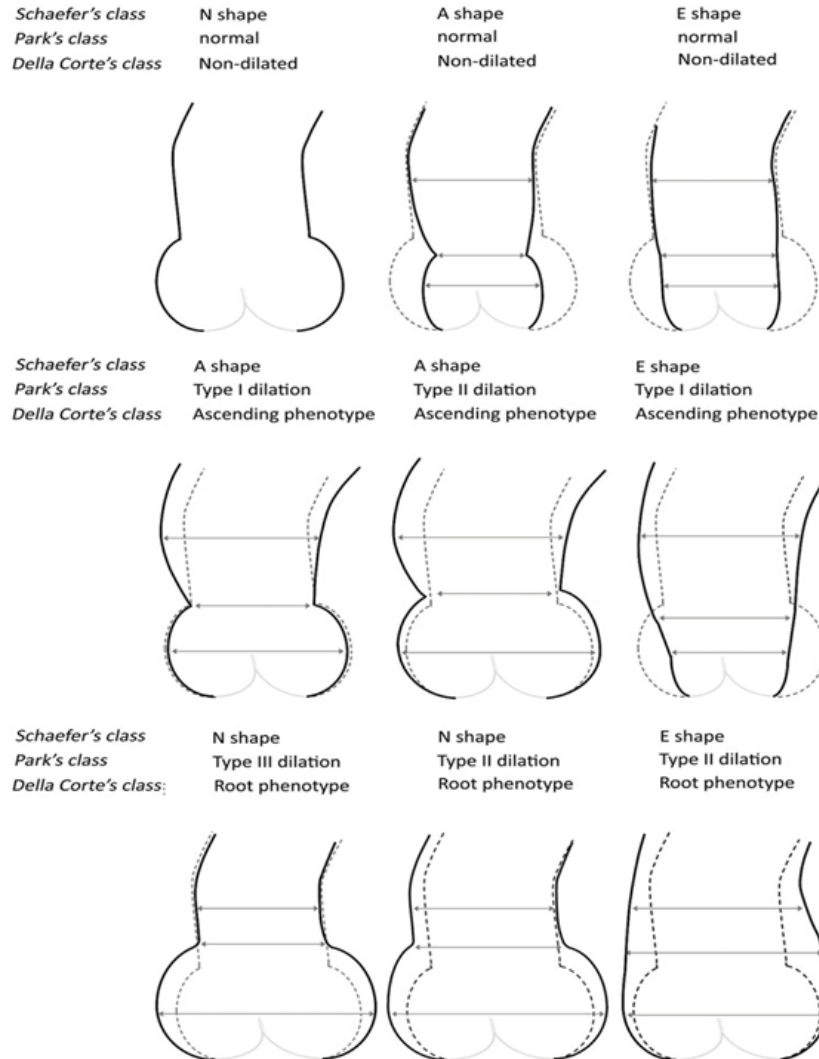 Schaefer's class N shape A shape E shape
Park's class normal normal normal
Della Corte's class Non-dilated Non-dilated Non-dilated
Schaefer's class A shape A shape E shape
Park's class Type I dilation Type II dilation Type I dilation
Della Corte's class Ascending phenotype Ascending phenotype Ascending phenotype
Schaefer's class N shape N shape E shape
Park's class Type III dilation Type II dilation Type II dilation
Della Corte's class Root phenotype Root phenotype Root phenotype